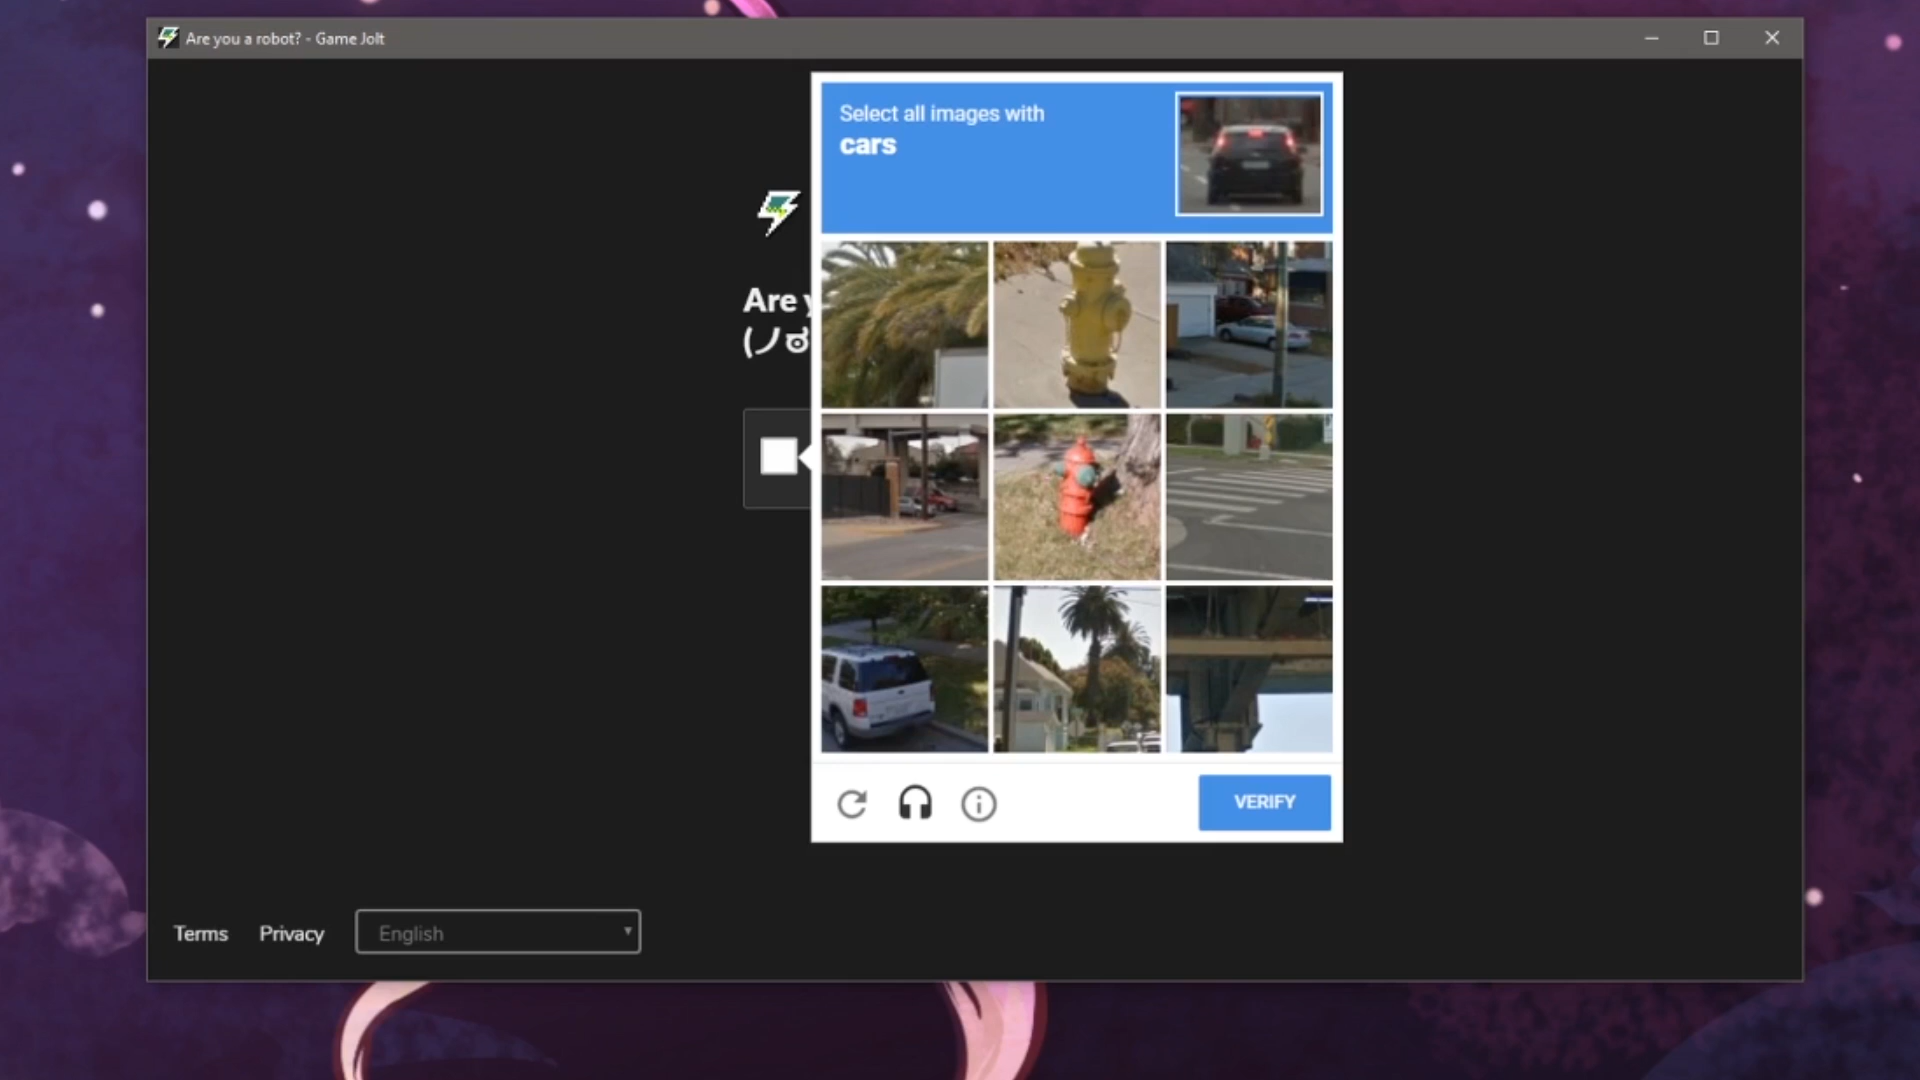 Are you a robot? - Game Jolt
Select all images with
cars
Are
VERIFY
Terms
Privacy
English